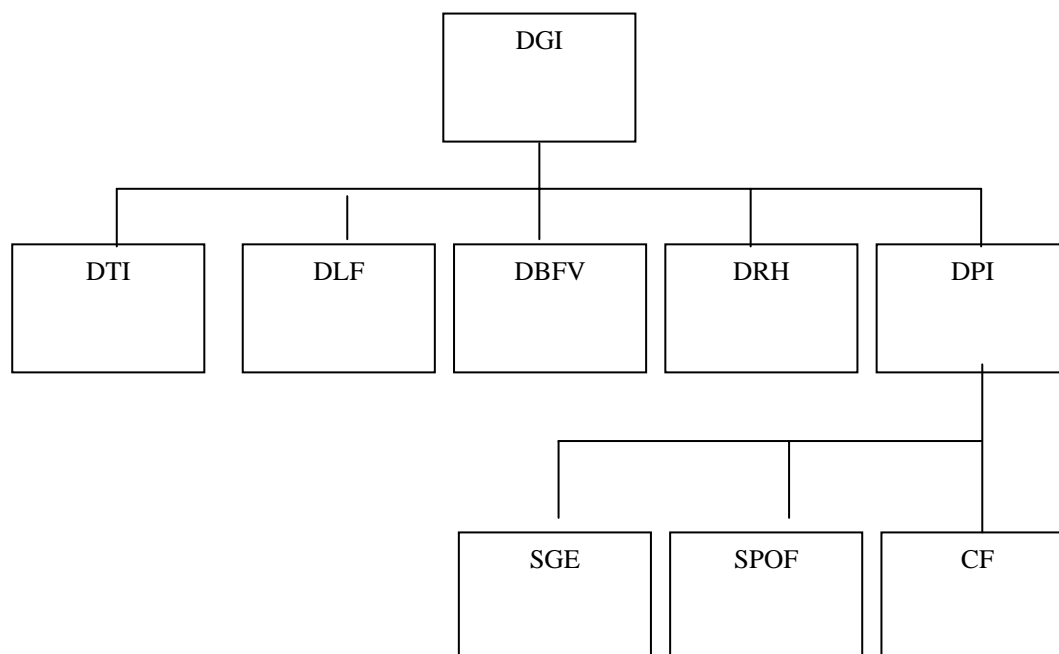 DGI
DTI
DLF
DBFV
DRH
DPI
SGE
SPOF
CF